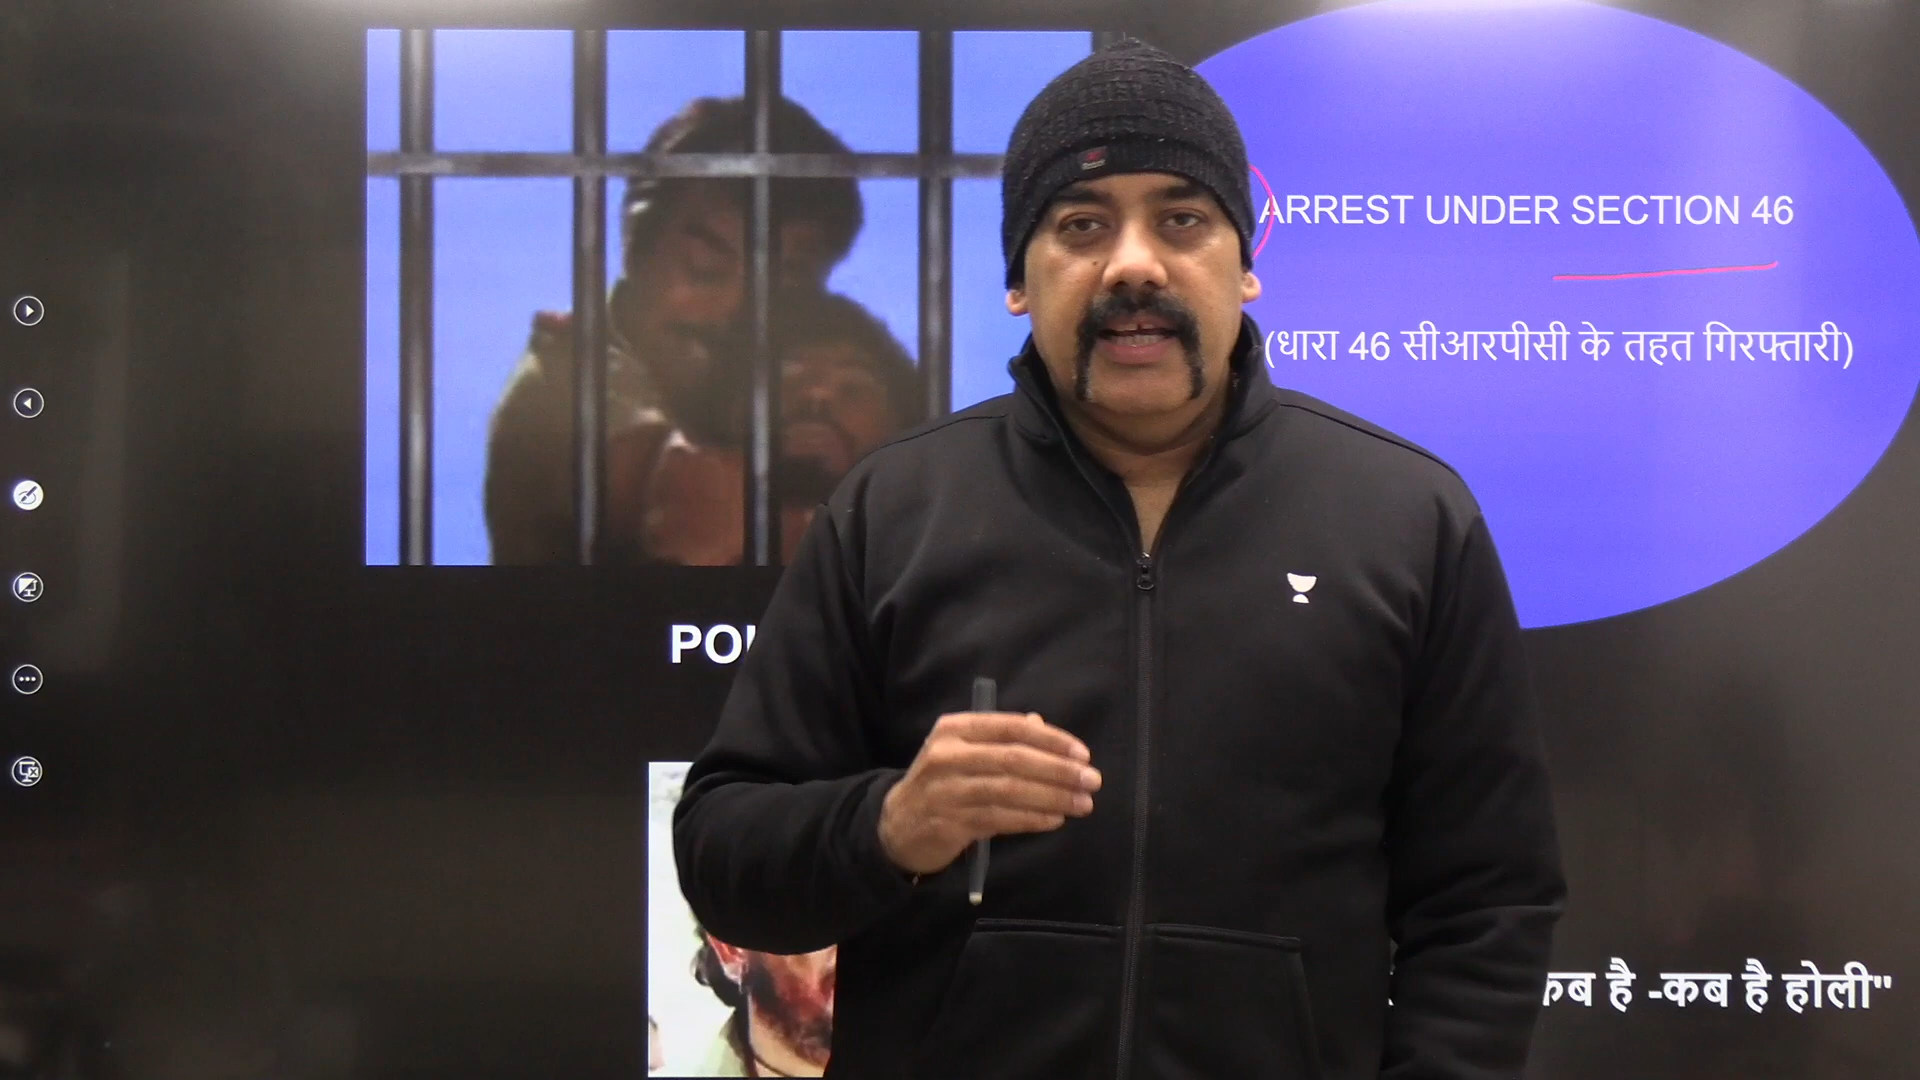 ARREST UNDER SECTION 46
(धारा 46 सीआरपीसी के तहत गिरफ्तारी)
है -कब है होली"